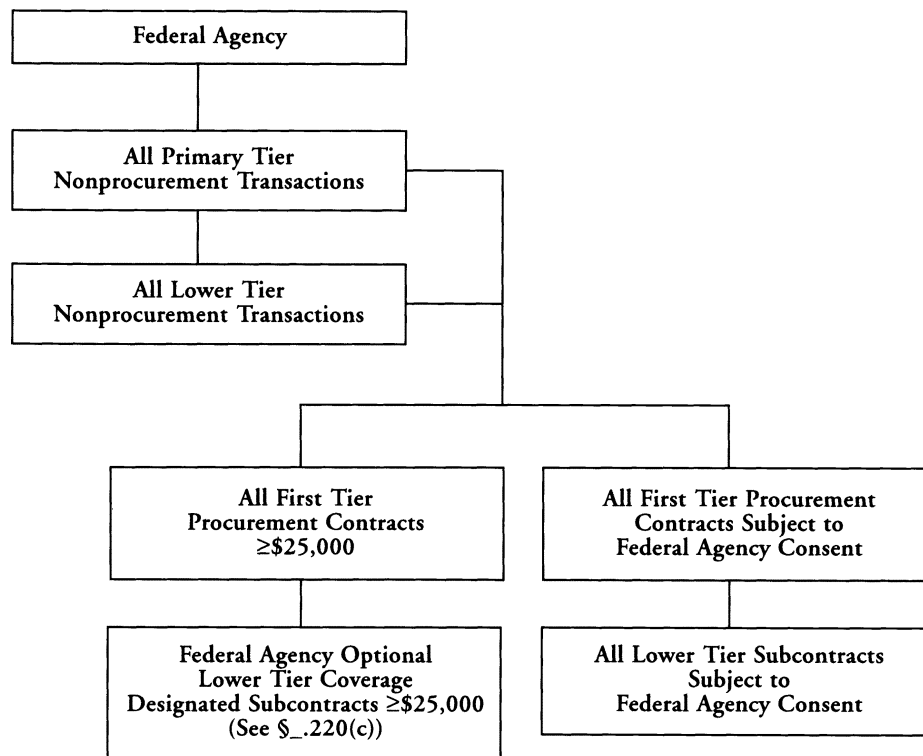 Federal Agency
All Primary Tier
Nonprocurement Transactions
All Lower Tier
Nonprocurement Transactions
All First Tier
Procurement Contracts
≥$25,000
All First Tier Procurement
Contracts Subject to
Federal Agency Consent
Federal Agency Optional
Lower Tier Coverage
Designated Subcontracts ≥$25,000
(See §_.220(c))
All Lower Tier Subcontracts
Subject to
Federal Agency Consent